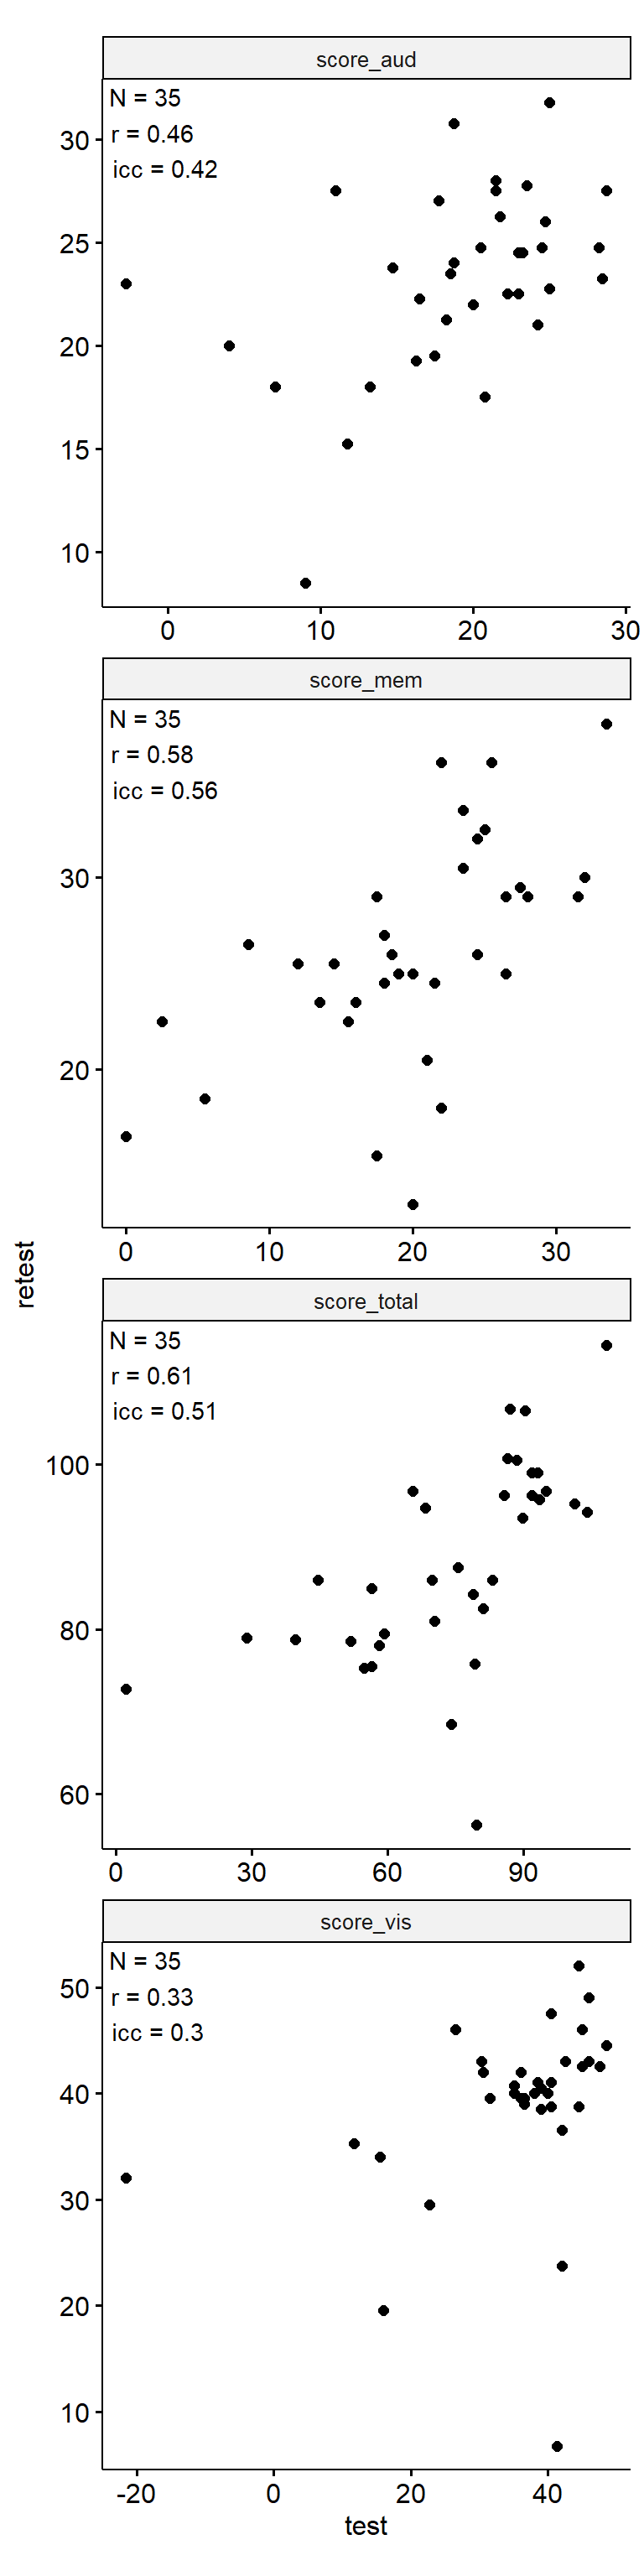 score_aud
N = 35
r = 0.46
icc = 0.42
30
25
20
15
10
0 10 20 30
score_mem
N = 35
r = 0.58
icc = 0.56
30
20
0 10 20 30
retest
score_total
N = 35
r = 0.61
icc = 0.51
100
80
60
0 30 60 90
score_vis
N = 35
r = 0.33
icc = 0.3
50
40
30
20
10
-20 0 20 40
test